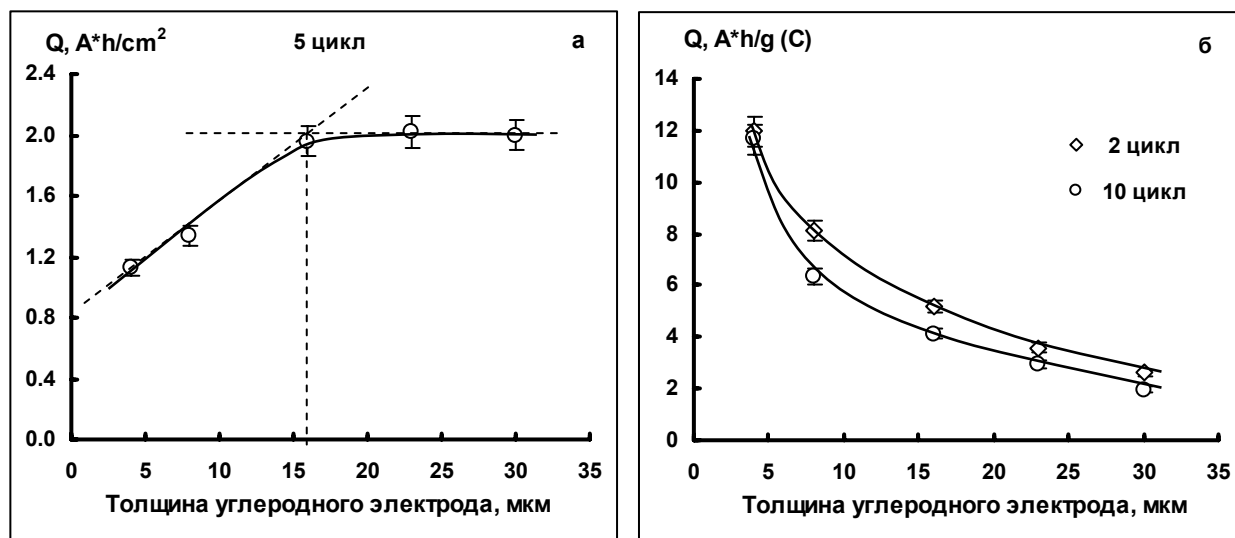 Q, A*h/cm²
5 цикл
а
2.4
2.0
1.6
1.2
0.8
0.4
0.0
0 5 10 15 20 25 30 35
Толщина углеродного электрода, мкм
Q, A*h/g (C)
б
14
12
10
8
6
4
2
0
2 цикл
10 цикл
0 5 10 15 20 25 30 35
Толщина углеродного электрода, мкм